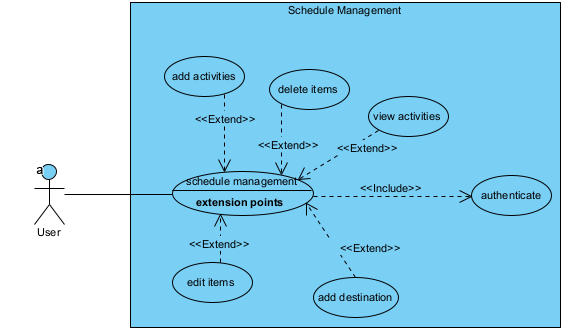 Schedule Management
add activities
delete items
view activities
<<Extend>>
<<Extend>>
<<Extend>>
a
schedule management
extension points
<<Include>>
authenticate
User
<<Extend>>
<<Extend>>
edit items
add destination